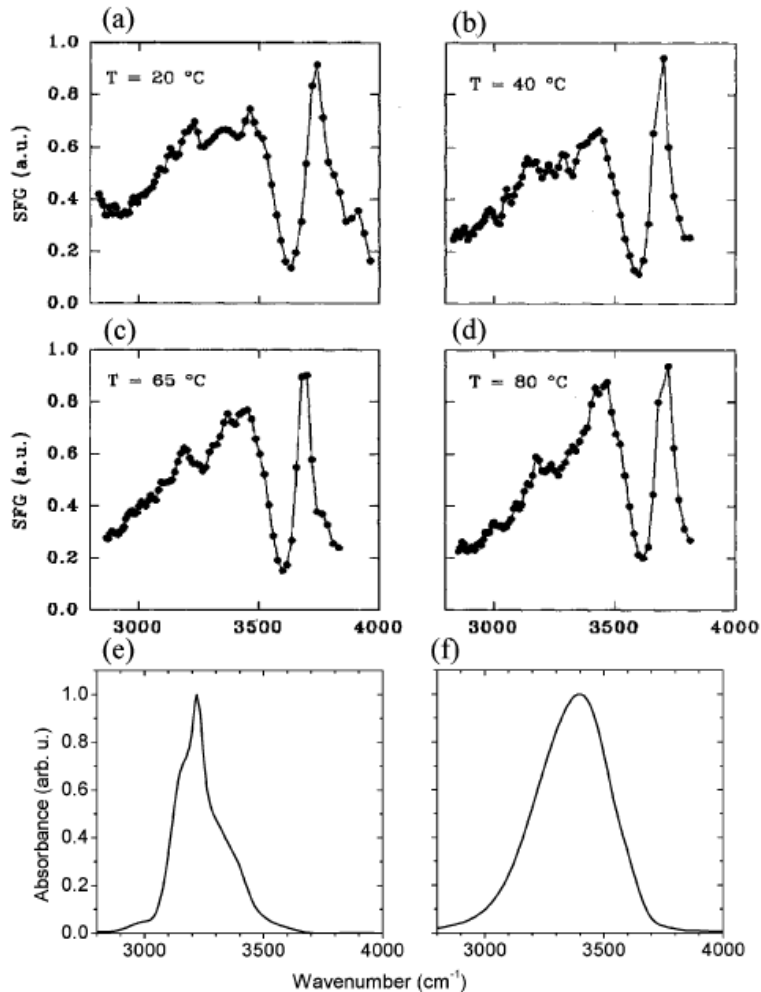 (a) (b)
1.0
0.8
0.6
0.4
0.2
0.0
SFG (a.u.)
T = 20 °C
T = 40 °C
3000 3500 4000
(c) (d)
1.0
0.8
0.6
0.4
0.2
0.0
SFG (a.u.)
T = 65 °C
T = 80 °C
3000 3500 4000 3000 3500 4000
(e) (f)
1.0
0.8
0.6
0.4
0.2
0.0
Absorbance (arb. u.)
3000 3500 4000 3000 3500 4000
Wavenumber (cm⁻¹)